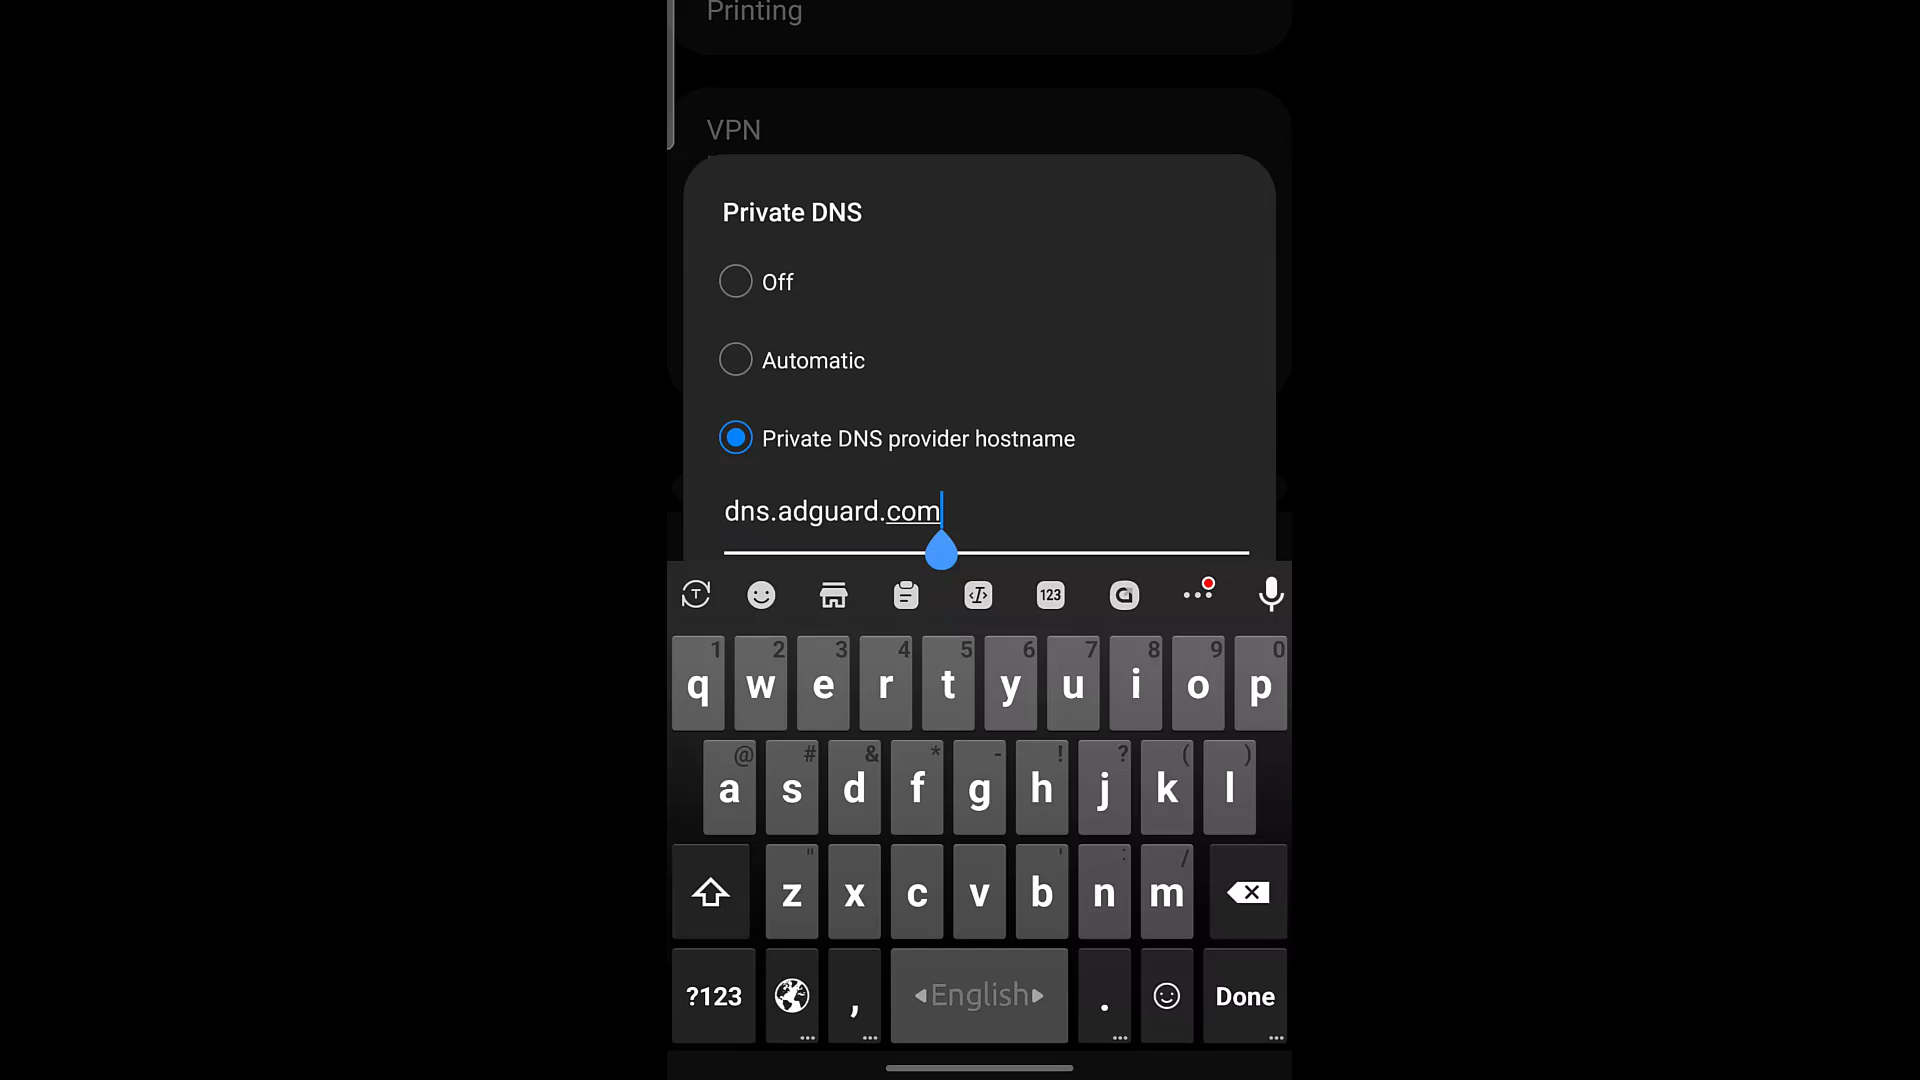 Printing
VPN
Private DNS
Off
Automatic
Private DNS provider hostname
dns.adguard.com
T 123
1 2 3 4 5 6 7 8 9 0
q w e r t y u i o p
@ # & * - ! ? ( )
a s d f g h j k l
" ' : /
z x c v b n m
?123 , English . Done